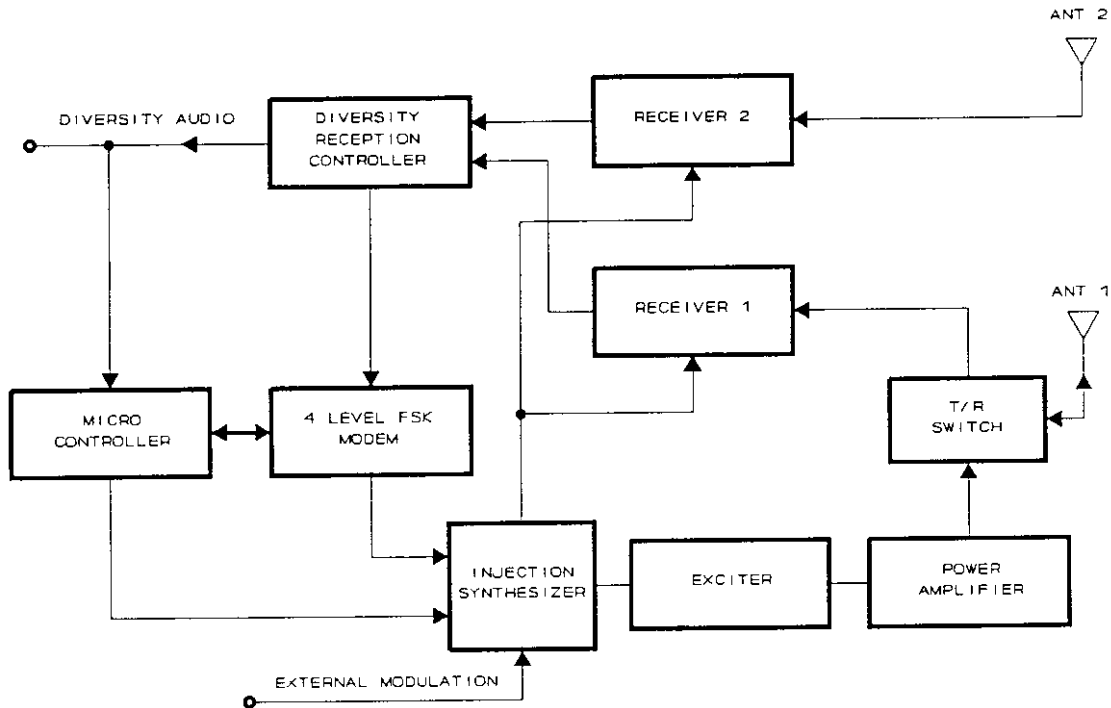 ANT 2
DIVERSITY AUDIO
DIVERSITY
RECEPTION
CONTROLLER
RECEIVER 2
RECEIVER 1
ANT 1
MICRO
CONTROLLER
4 LEVEL FSK
MODEM
T/R
SWITCH
INJECTION
SYNTHESIZER
EXCITER
POWER
AMPLIFIER
EXTERNAL MODULATION